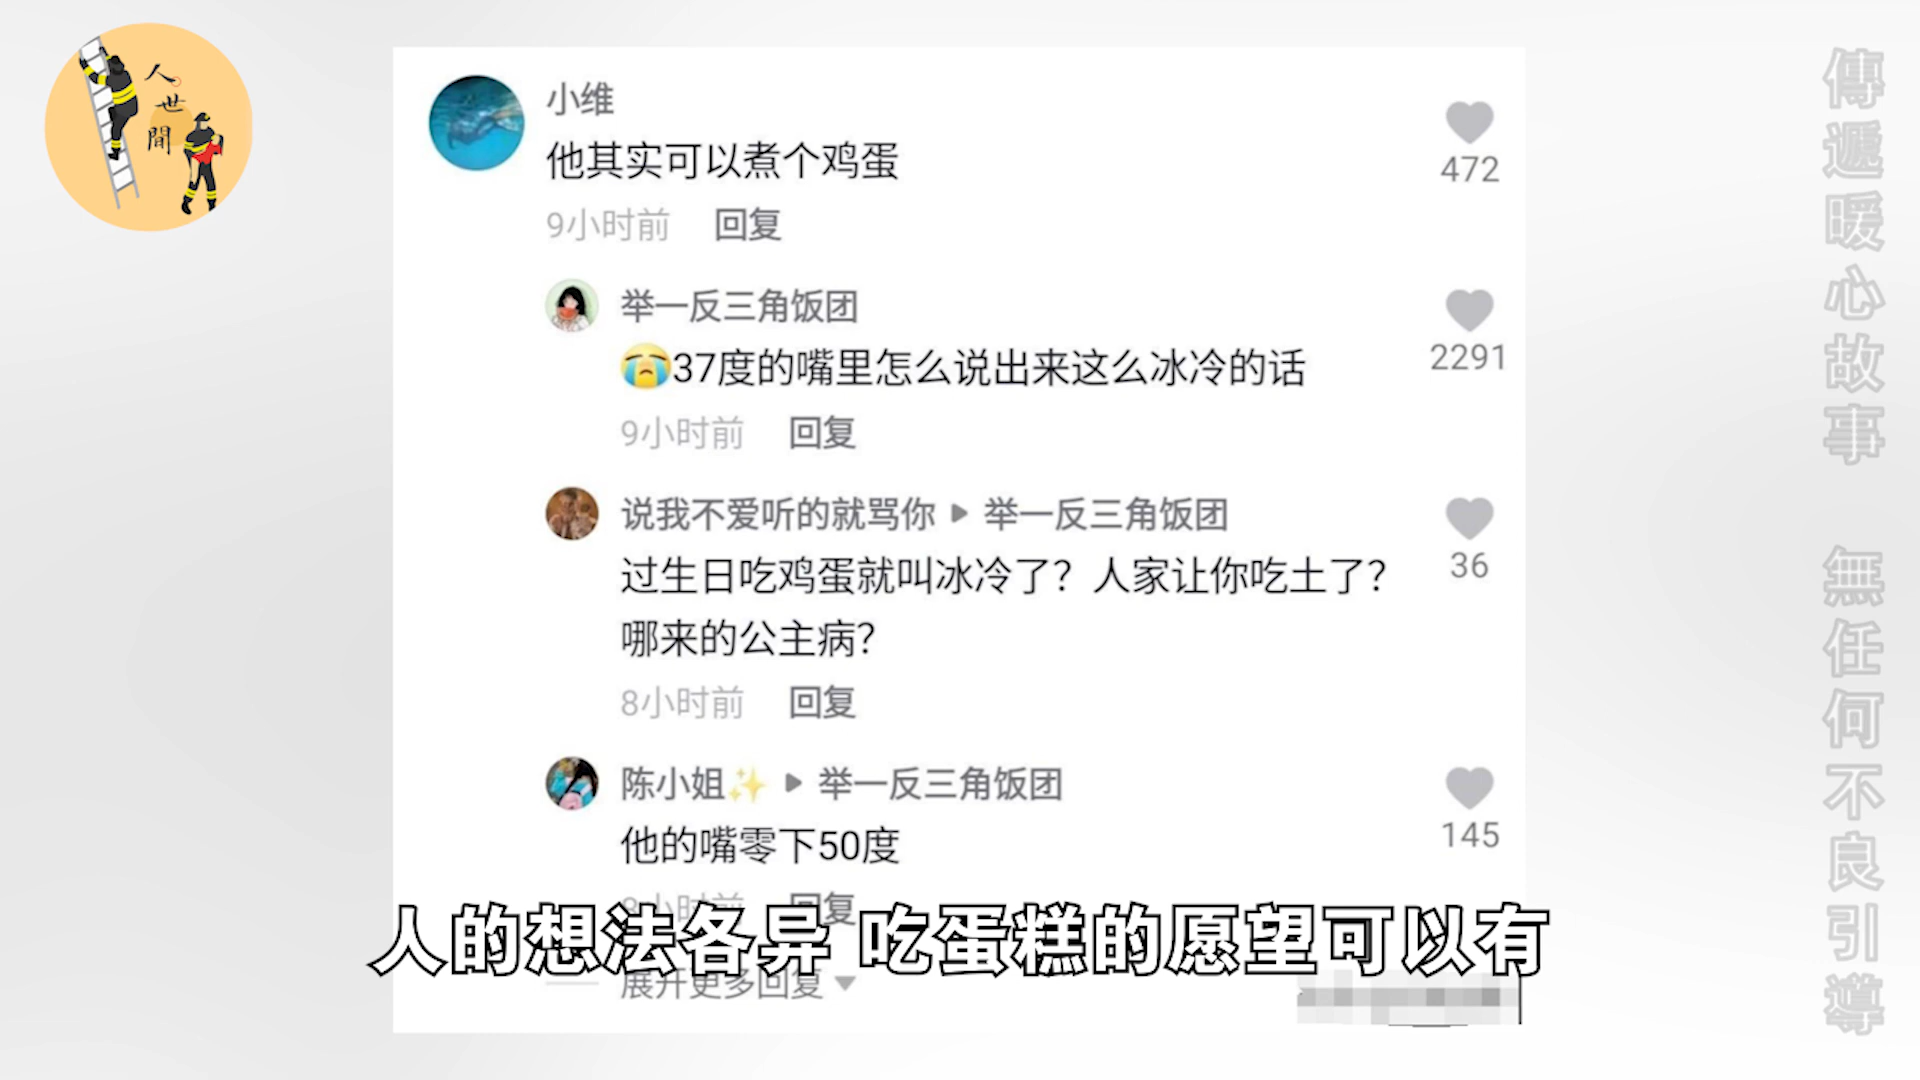 人世間
小维
他其实可以煮个鸡蛋
472
9小时前 回复
举一反三角饭团
😭37度的嘴里怎么说出来这么冰冷的话
2291
9小时前 回复
说我不爱听的就骂你 ▶ 举一反三角饭团
过生日吃鸡蛋就叫冰冷了？人家让你吃土了？
36
哪来的公主病？
8小时前 回复
陈小姐✨ ▶ 举一反三角饭团
他的嘴零下50度
145
8小时前 回复
人的想法各异 吃蛋糕的愿望可以有
展开更多回复
傳遞暖心故事 無任何不良引導